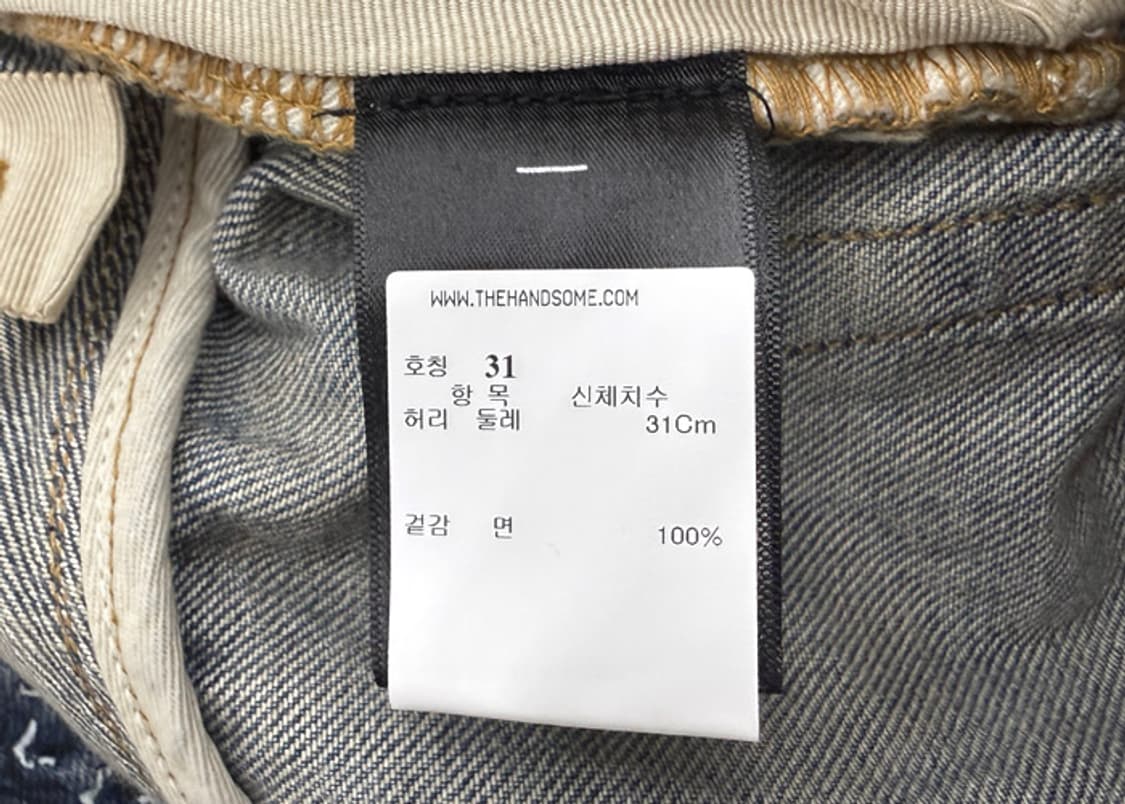 WWW.THEHANDSOME.COM
호칭 31
항 목 신체치수
허리 둘레 31Cm
겉감 면 100%